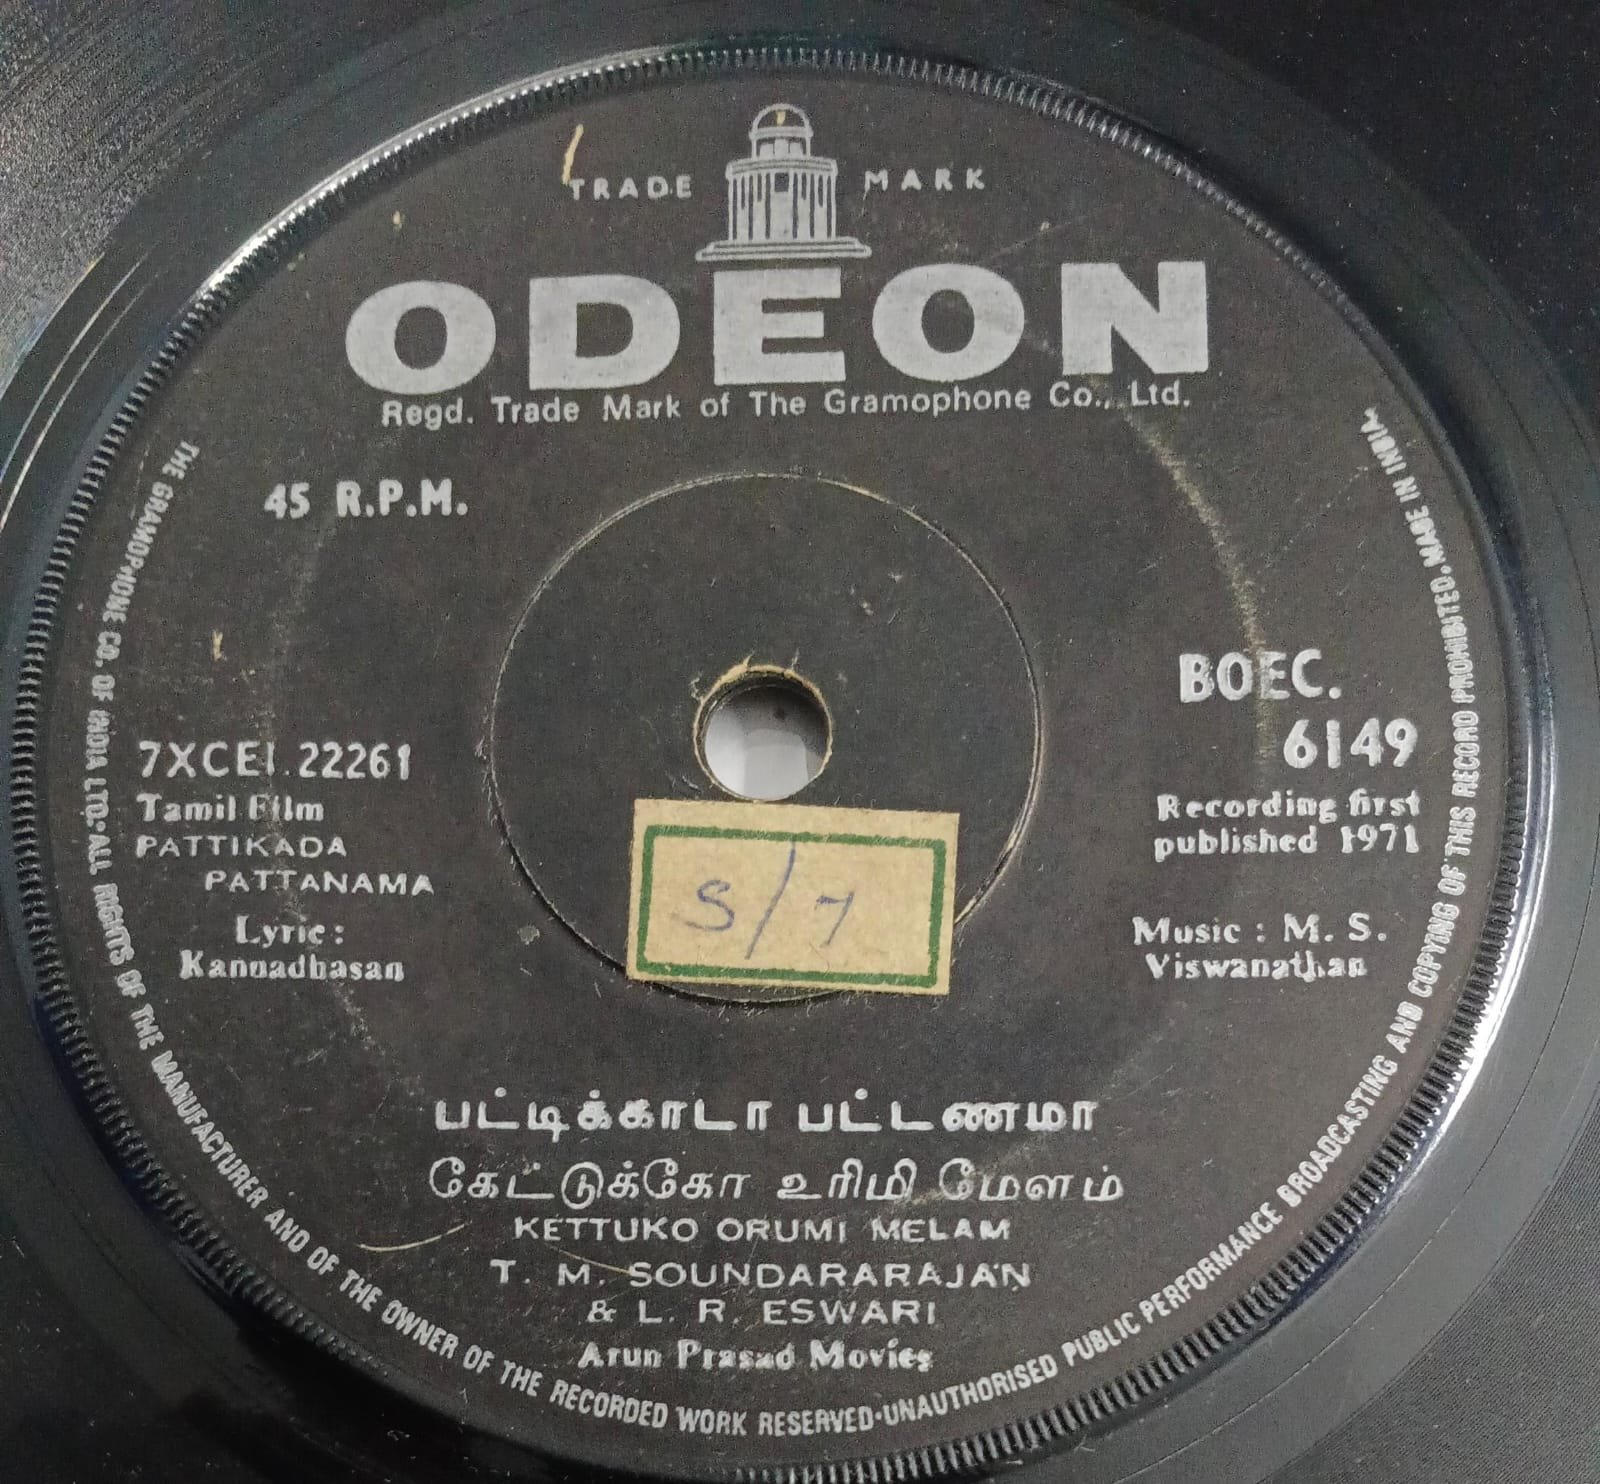 TRADE MARK
ODEON
Regd. Trade Mark of The Gramophone Co., Ltd.
45 R.P.M.
BOEC.
6149
7XCEI.22261
Tamil Film
PATTIKADA
PATTANAMA
Lyric:
Kannadhasan
Recording first
published 1971
Music : M. S.
Viswanathan
S/7
பட்டிக்காடா பட்டணமா
கேட்டுக்கோ உரிமி மேளம்
KETTUKO ORUMI MELAM
T. M. SOUNDARARAJAN
& L. R. ESWARI
Arun Prasad Movies
THE GRAMOPHONE CO. OF INDIA LTD. ALL RIGHTS OF THE MANUFACTURER AND OF THE OWNER OF THE RECORDED WORK RESERVED·UNAUTHORISED PUBLIC PERFORMANCE BROADCASTING AND COPYING OF THIS RECORD PROHIBITED. MADE IN INDIA